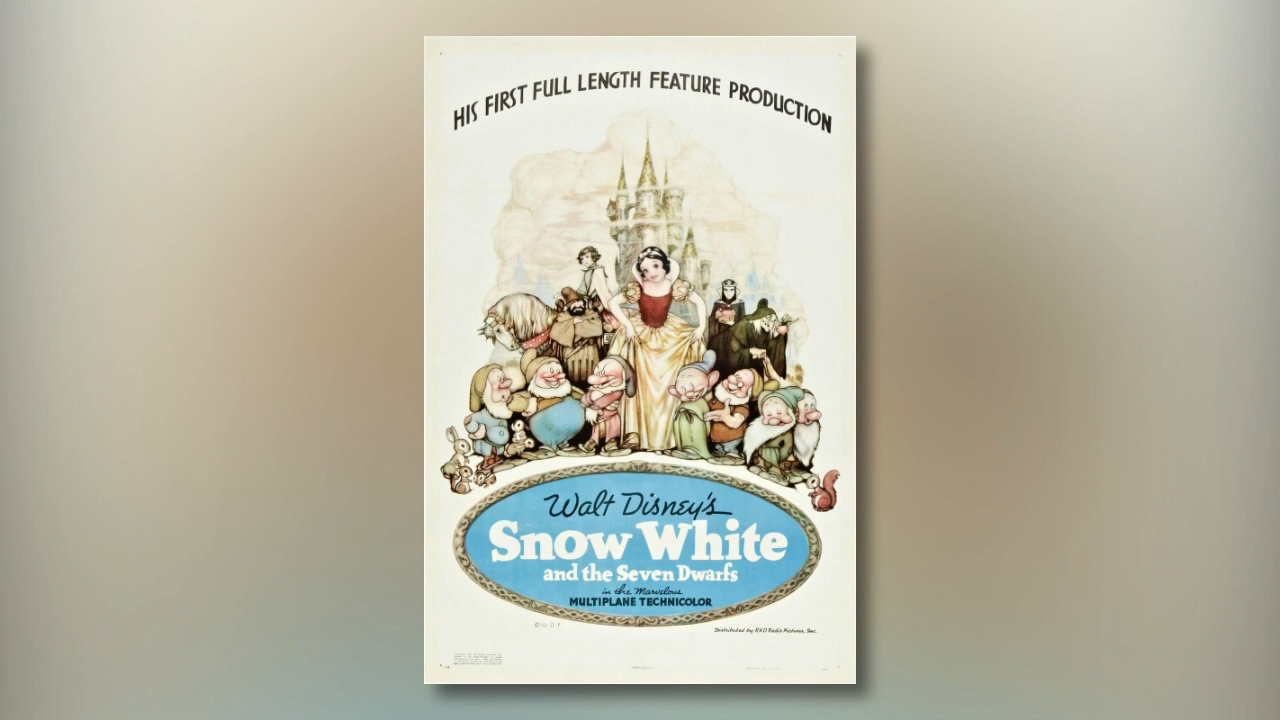 HIS FIRST FULL LENGTH FEATURE PRODUCTION
Walt Disney's
Snow White
and the Seven Dwarfs
in the Marvelous
MULTIPLANE TECHNICOLOR
© W. D. P.
Distributed by RKO Radio Pictures, Inc.